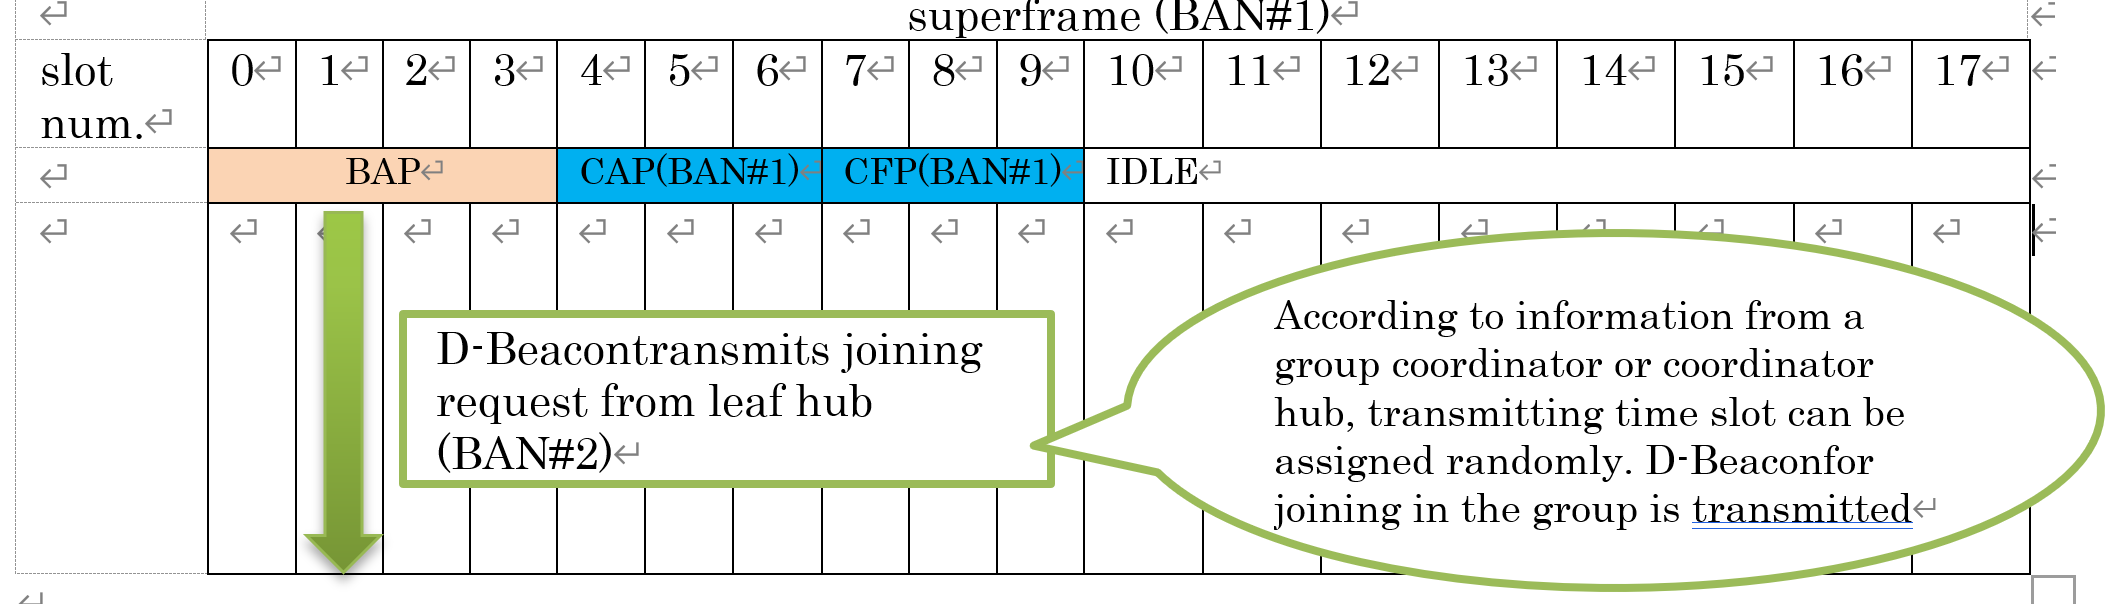 superframe (BAN#1)
slot
num.
0 1 2 3 4 5 6 7 8 9 10 11 12 13 14 15 16 17
BAP CAP(BAN#1) CFP(BAN#1) IDLE
D-Beacontransmits joining
request from leaf hub
(BAN#2)
According to information from a
group coordinator or coordinator
hub, transmitting time slot can be
assigned randomly. D-Beaconfor
joining in the group is transmitted